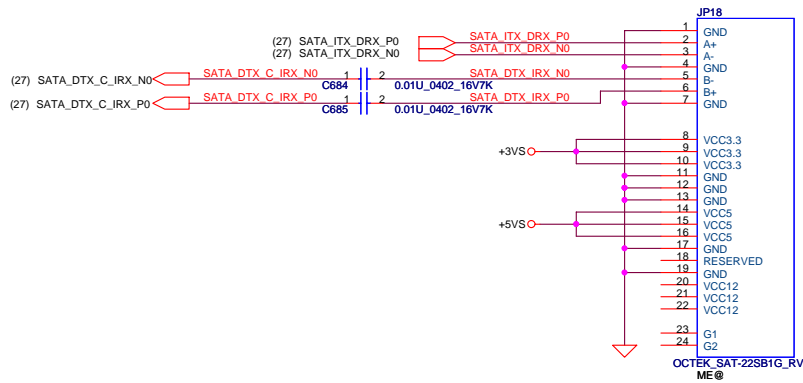 JP18
1 GND
(27) SATA_ITX_DRX_P0 SATA_ITX_DRX_P0 2 A+
(27) SATA_ITX_DRX_N0 SATA_ITX_DRX_N0 3 A-
4 GND
(27) SATA_DTX_C_IRX_N0 SATA_DTX_C_IRX_N0 1 2 SATA_DTX_IRX_N0 5 B-
C684 0.01U_0402_16V7K
6 B+
(27) SATA_DTX_C_IRX_P0 SATA_DTX_C_IRX_P0 1 2 SATA_DTX_IRX_P0 7 GND
C685 0.01U_0402_16V7K
8 VCC3.3
+3VS 9 VCC3.3
10 VCC3.3
11 GND
12 GND
13 GND
14 VCC5
+5VS 15 VCC5
16 VCC5
17 GND
18 RESERVED
19 GND
20 VCC12
21 VCC12
22 VCC12
23 G1
24 G2
OCTEK_SAT-22SB1G_RV
ME@